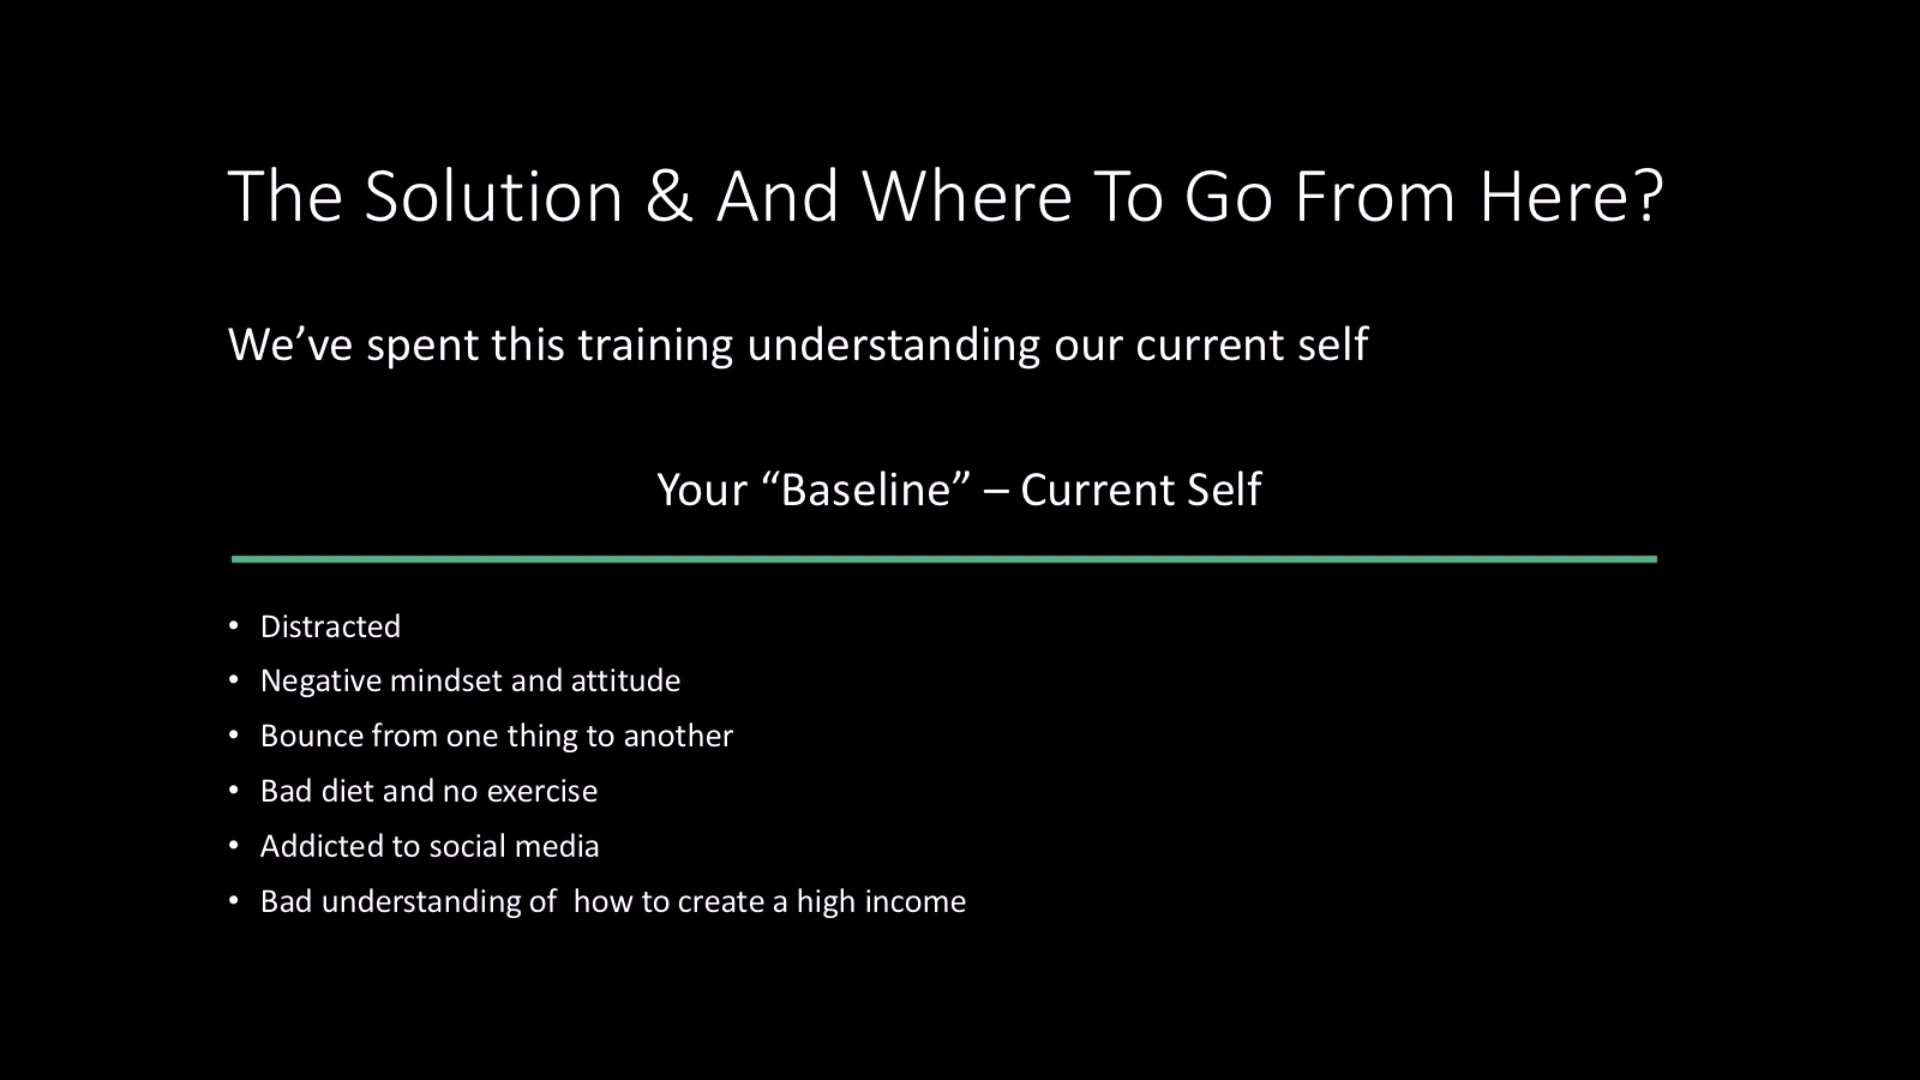 The Solution & And Where To Go From Here?
We’ve spent this training understanding our current self
Your “Baseline” – Current Self
• Distracted
• Negative mindset and attitude
• Bounce from one thing to another
• Bad diet and no exercise
• Addicted to social media
• Bad understanding of  how to create a high income